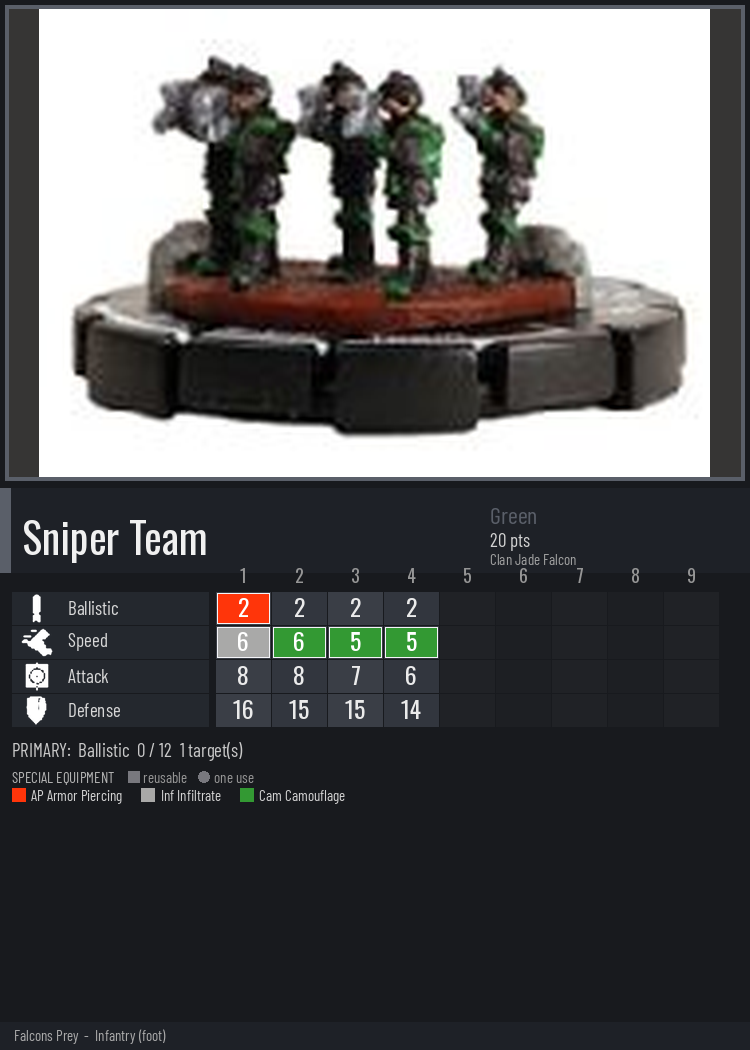 Sniper Team
Green
20 pts
Clan Jade Falcon
1 2 3 4 5 6 7 8 9
Ballistic 2 2 2 2
Speed 6 6 5 5
Attack 8 8 7 6
Defense 16 15 15 14
PRIMARY: Ballistic 0 / 12 1 target(s)
SPECIAL EQUIPMENT reusable one use
AP Armor Piercing Inf Infiltrate Cam Camouflage
Falcons Prey - Infantry (foot)